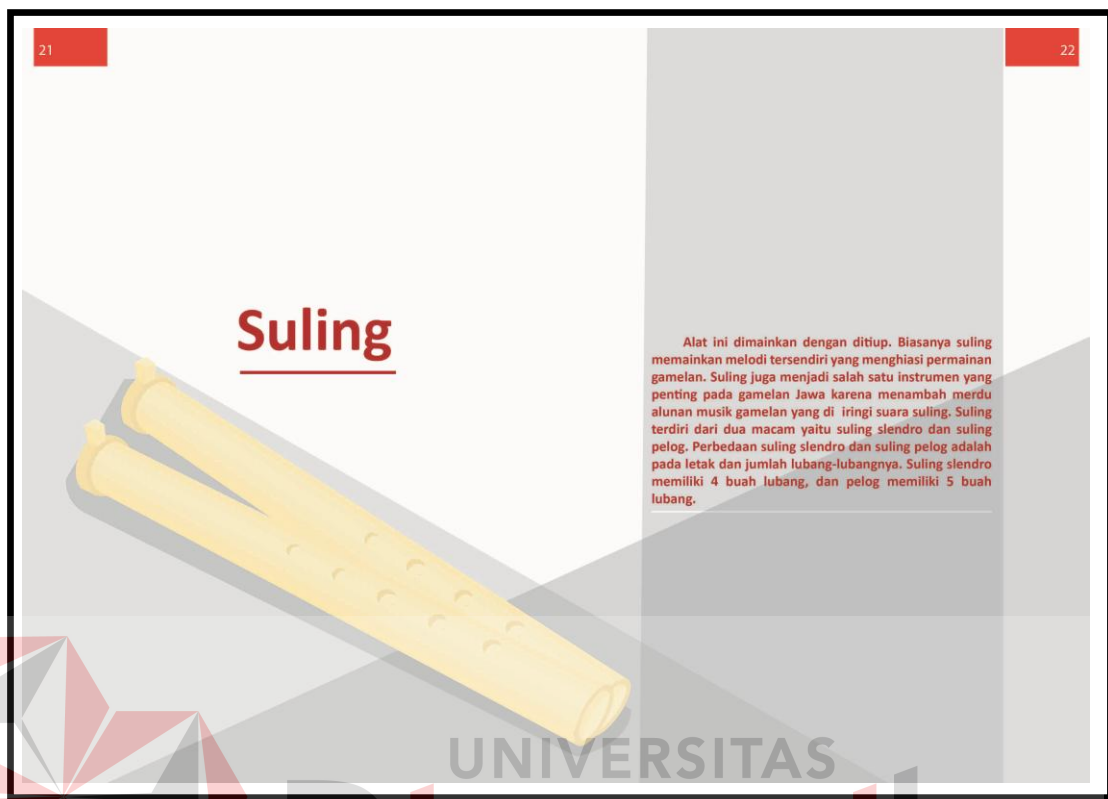 21
22
Suling
Alat ini dimainkan dengan ditiup. Biasanya suling
memainkan melodi tersendiri yang menghiasi permainan
gamelan. Suling juga menjadi salah satu instrumen yang
penting pada gamelan Jawa karena menambah merdu
alunan musik gamelan yang di iringi suara suling. Suling
terdiri dari dua macam yaitu suling slendro dan suling
pelog. Perbedaan suling slendro dan suling pelog adalah
pada letak dan jumlah lubang-lubangnya. Suling slendro
memiliki 4 buah lubang, dan pelog memiliki 5 buah
lubang.
UNIVERSITAS